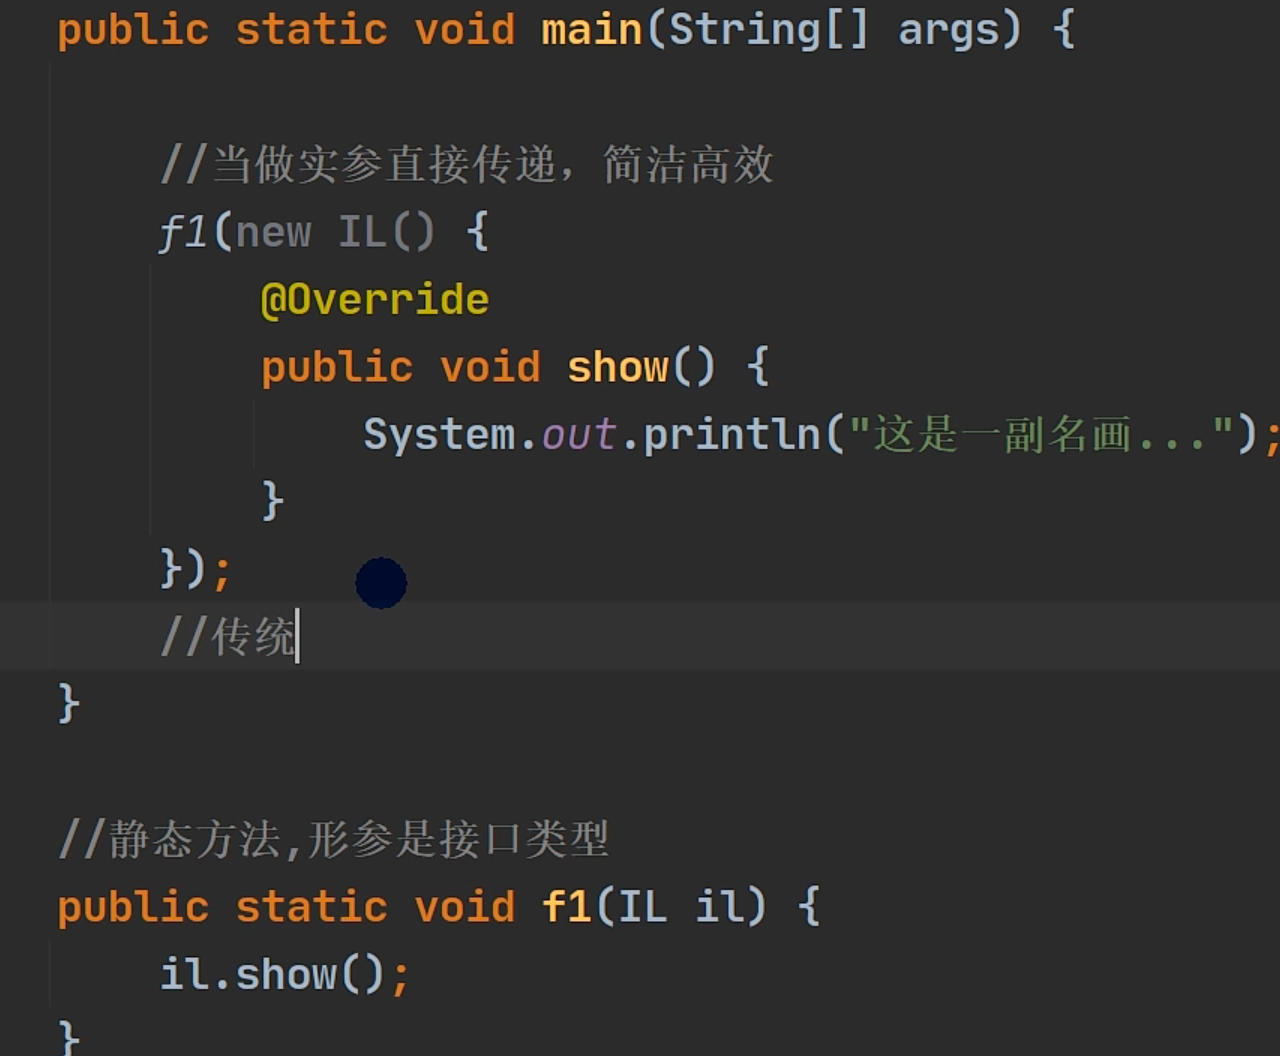 public static void main(String[] args) {
//当做实参直接传递，简洁高效
f1(new IL() {
@Override
public void show() {
System.out.println("这是一副名画...");
}
});
//传统
}
//静态方法,形参是接口类型
public static void f1(IL il) {
il.show();
}